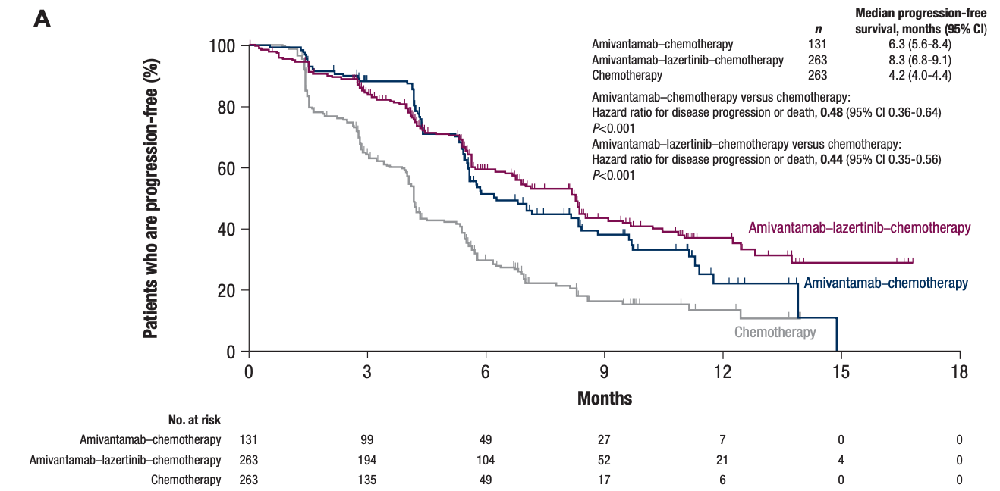 A
Median progression-free
n survival, months (95% CI)
Amivantamab–chemotherapy 131 6.3 (5.6-8.4)
Amivantamab–lazertinib–chemotherapy 263 8.3 (6.8-9.1)
Chemotherapy 263 4.2 (4.0-4.4)
Amivantamab–chemotherapy versus chemotherapy:
Hazard ratio for disease progression or death, 0.48 (95% CI 0.36-0.64)
P<0.001
Amivantamab–lazertinib–chemotherapy versus chemotherapy:
Hazard ratio for disease progression or death, 0.44 (95% CI 0.35-0.56)
P<0.001
Patients who are progression-free (%)
100
80
60
40
20
0
Amivantamab–lazertinib–chemotherapy
Amivantamab–chemotherapy
Chemotherapy
0 3 6 9 12 15 18
Months
No. at risk
Amivantamab–chemotherapy 131 99 49 27 7 0 0
Amivantamab–lazertinib–chemotherapy 263 194 104 52 21 4 0
Chemotherapy 263 135 49 17 6 0 0